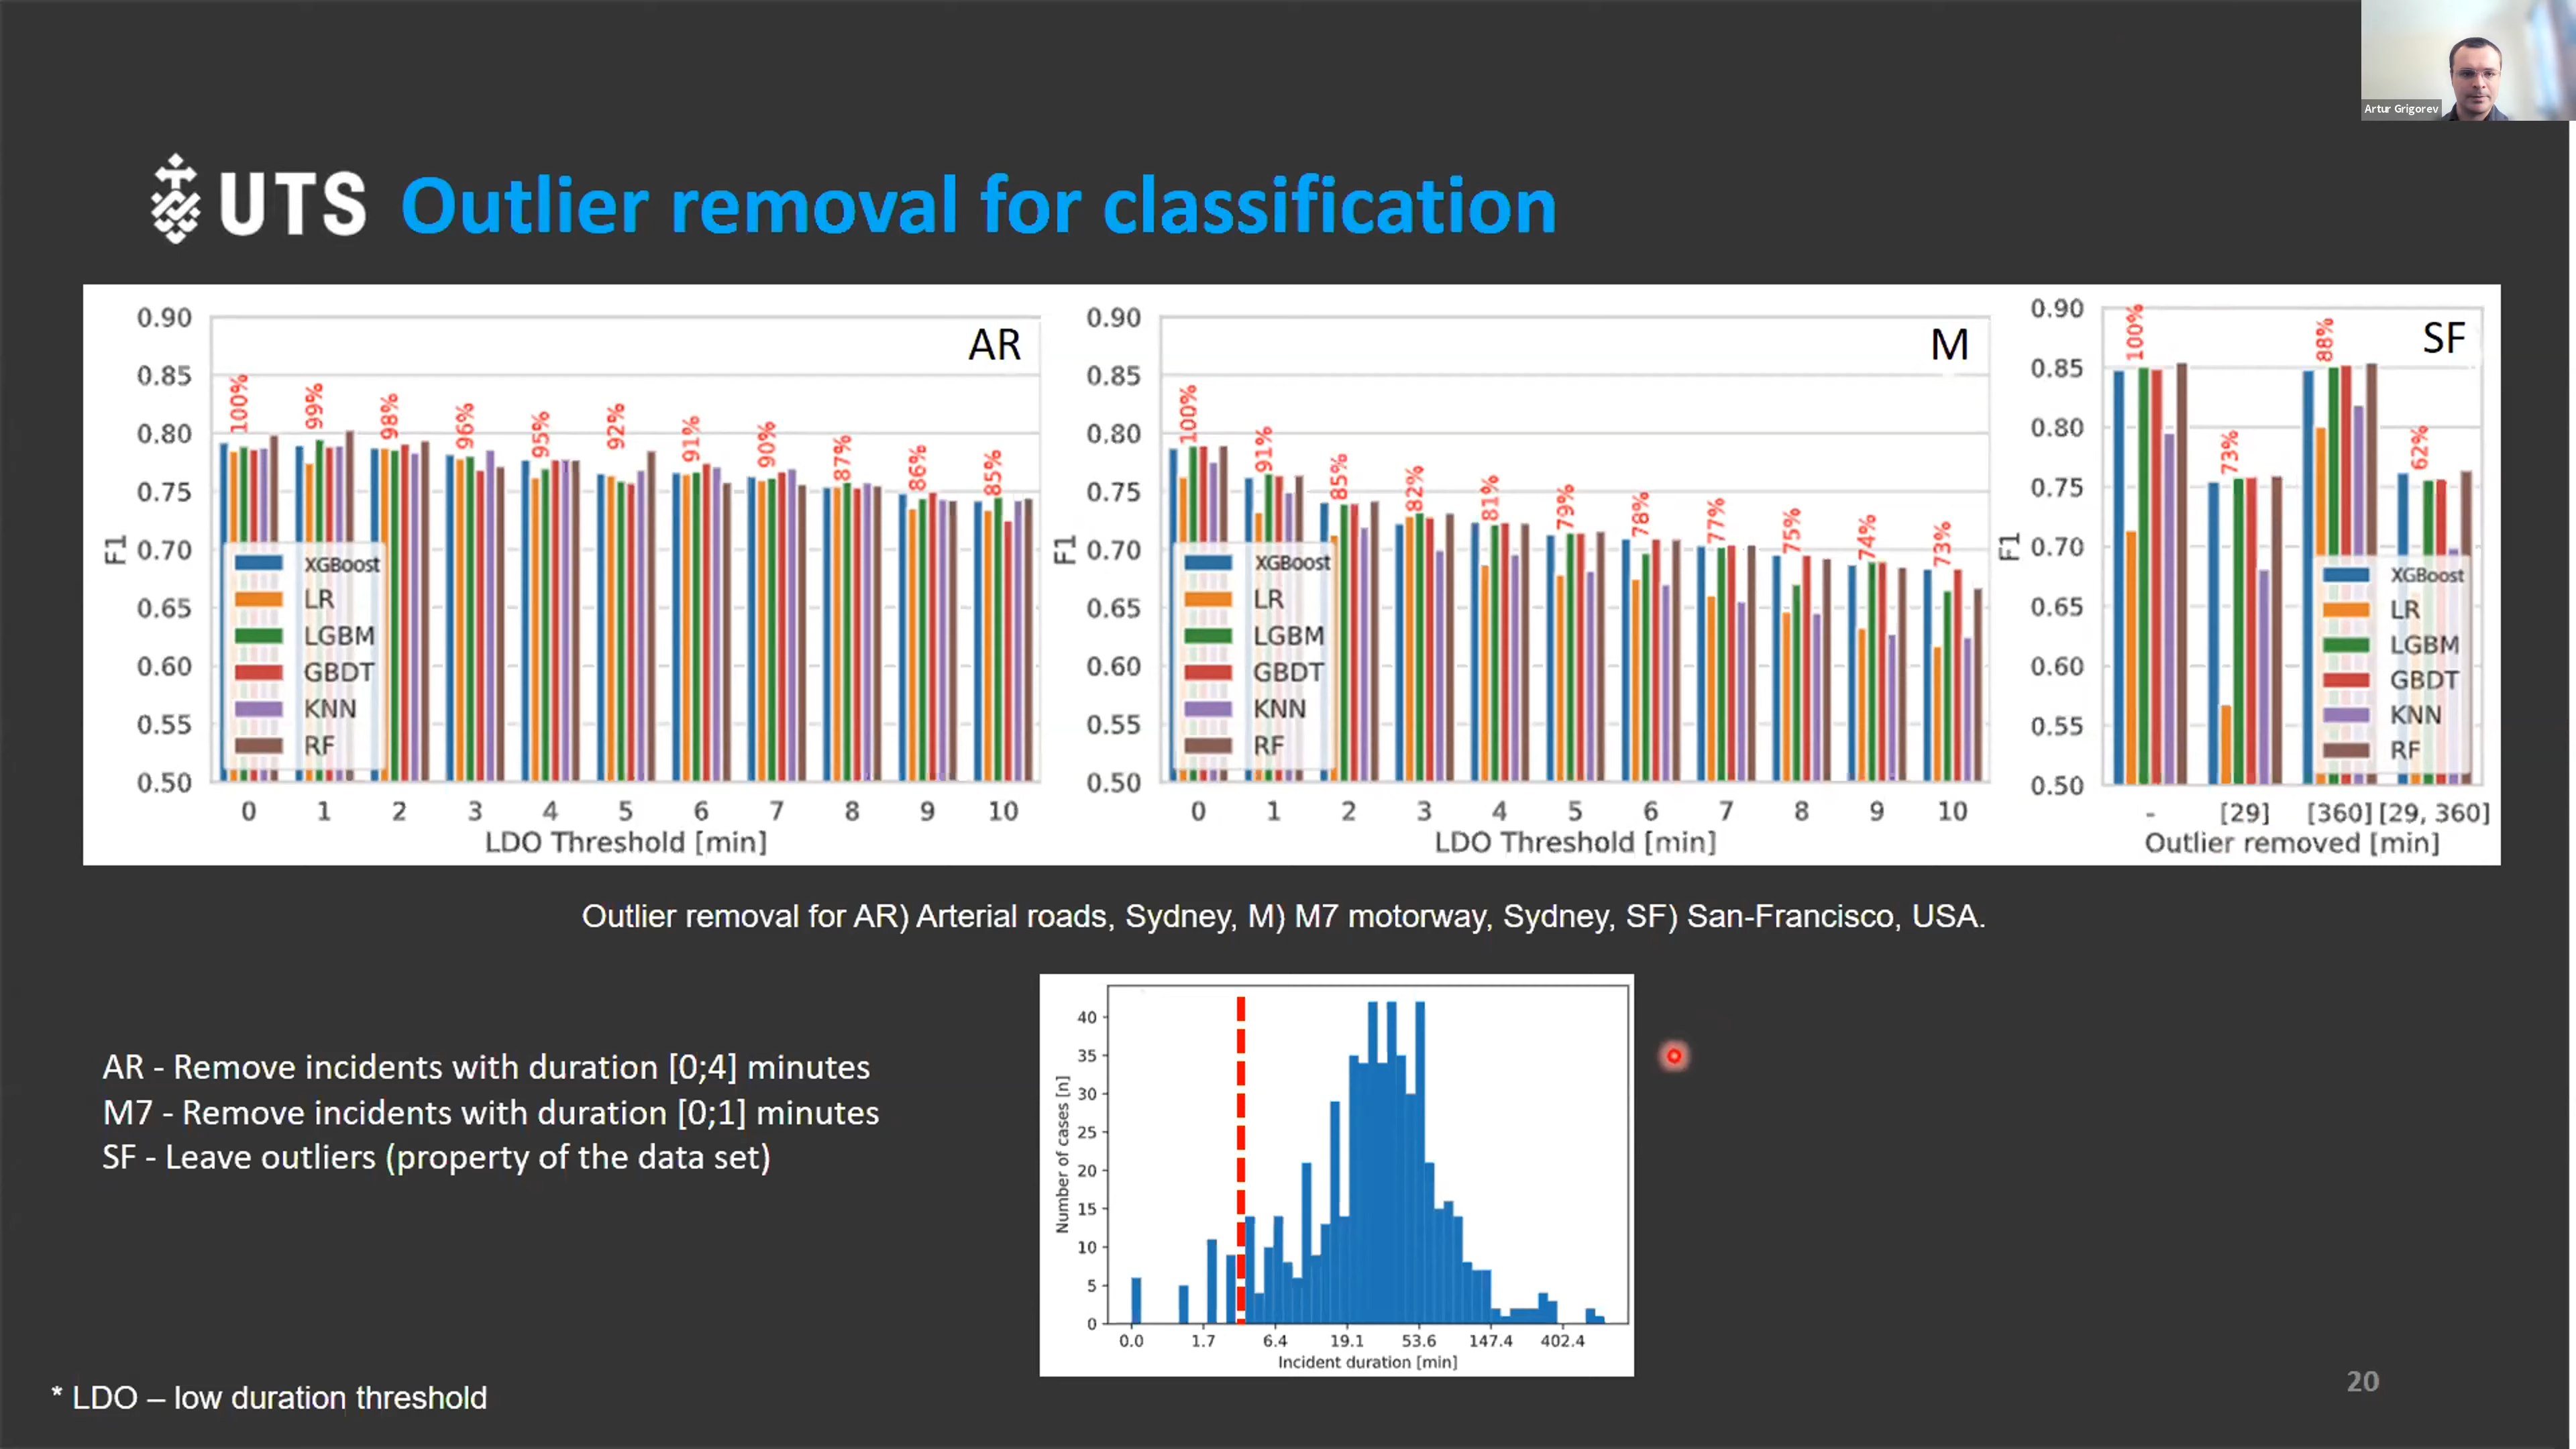 Artur Grigorev
UTS Outlier removal for classification
0.90
0.85
0.80
0.75
0.70
0.65
0.60
0.55
0.50
F1
AR
100% 99% 98% 96% 95% 92% 91% 90% 87% 86% 85%
XGBoost
LR
LGBM
GBDT
KNN
RF
0 1 2 3 4 5 6 7 8 9 10
LDO Threshold [min]
0.90
0.85
0.80
0.75
0.70
0.65
0.60
0.55
0.50
F1
M
100% 91% 85% 82% 81% 79% 78% 77% 75% 74% 73%
XGBoost
LR
LGBM
GBDT
KNN
RF
0 1 2 3 4 5 6 7 8 9 10
LDO Threshold [min]
0.90
0.85
0.80
0.75
0.70
0.65
0.60
0.55
0.50
F1
SF
100% 73% 88% 62%
XGBoost
LR
LGBM
GBDT
KNN
RF
- [29] [360] [29, 360]
Outlier removed [min]
Outlier removal for AR) Arterial roads, Sydney, M) M7 motorway, Sydney, SF) San-Francisco, USA.
AR - Remove incidents with duration [0;4] minutes
M7 - Remove incidents with duration [0;1] minutes
SF - Leave outliers (property of the data set)
40
35
30
25
20
15
10
5
0
Number of cases [n]
0.0 1.7 6.4 19.1 53.6 147.4 402.4
Incident duration [min]
* LDO – low duration threshold
20